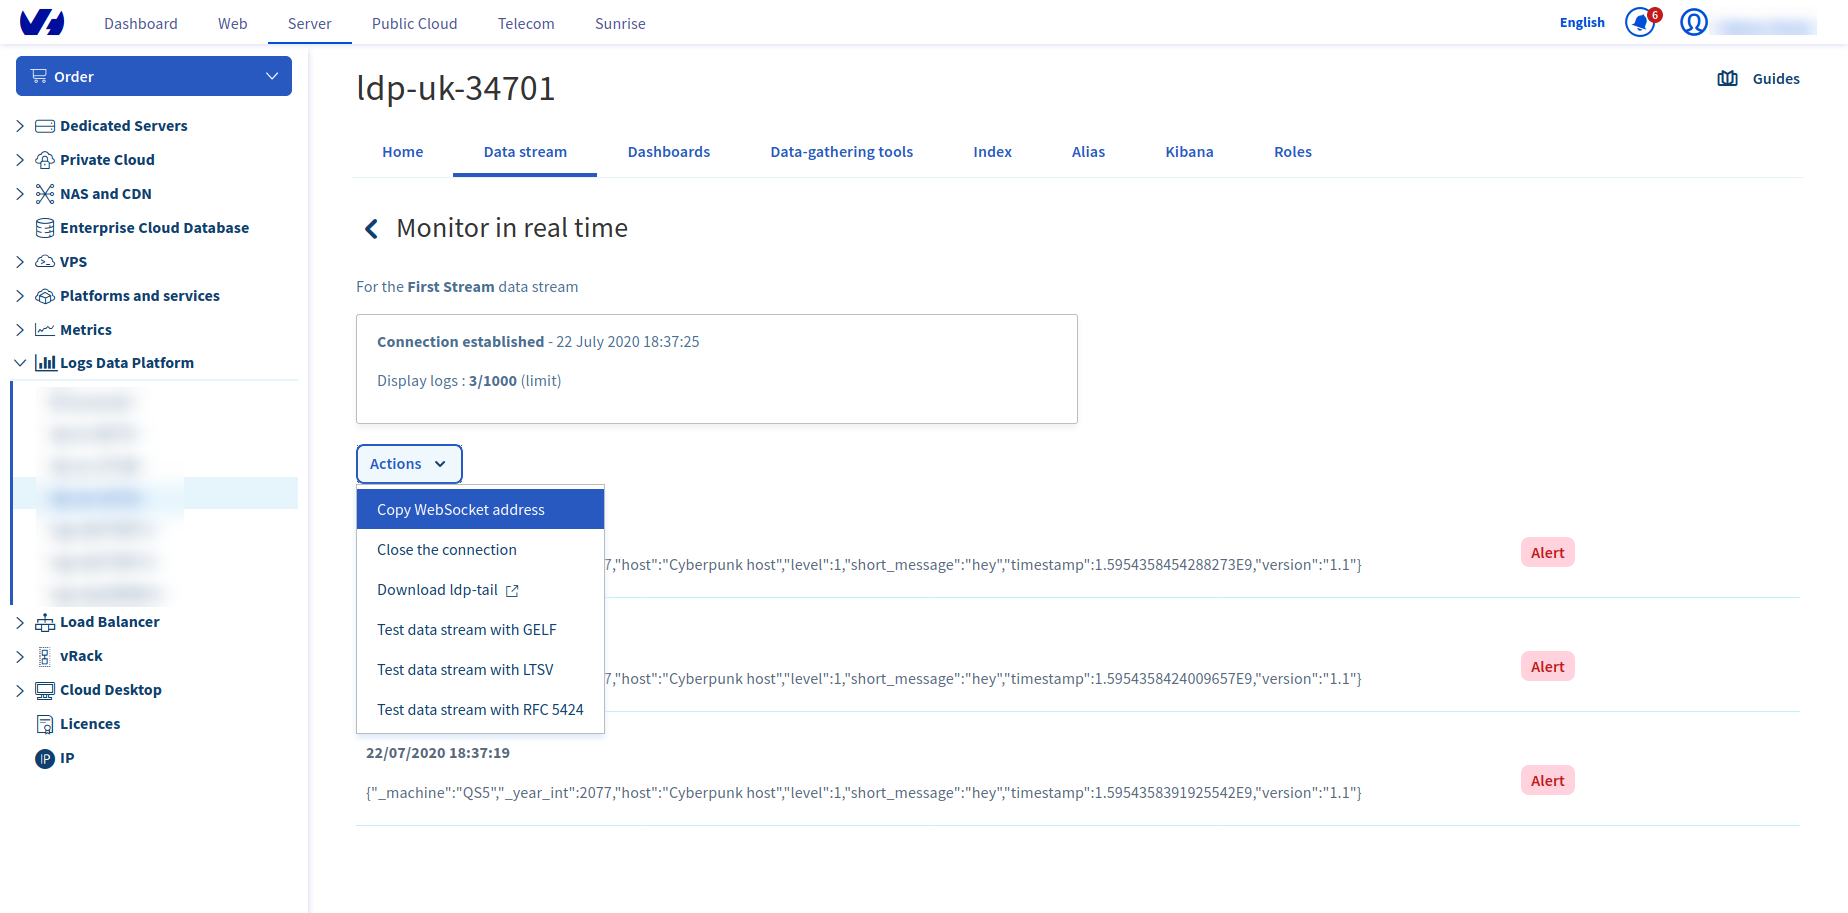 Dashboard Web Server Public Cloud Telecom Sunrise
English 6
Order
Dedicated Servers
Private Cloud
NAS and CDN
Enterprise Cloud Database
VPS
Platforms and services
Metrics
Logs Data Platform
Load Balancer
vRack
Cloud Desktop
Licences
IP IP
ldp-uk-34701
Guides
Home Data stream Dashboards Data-gathering tools Index Alias Kibana Roles
Monitor in real time
For the First Stream data stream
Connection established - 22 July 2020 18:37:25
Display logs : 3/1000 (limit)
Actions
Copy WebSocket address
Close the connection
Download ldp-tail
Test data stream with GELF
Test data stream with LTSV
Test data stream with RFC 5424
7,"host":"Cyberpunk host","level":1,"short_message":"hey","timestamp":1.5954358454288273E9,"version":"1.1"}
Alert
7,"host":"Cyberpunk host","level":1,"short_message":"hey","timestamp":1.5954358424009657E9,"version":"1.1"}
Alert
22/07/2020 18:37:19
{"_machine":"QS5","_year_int":2077,"host":"Cyberpunk host","level":1,"short_message":"hey","timestamp":1.5954358391925542E9,"version":"1.1"}
Alert